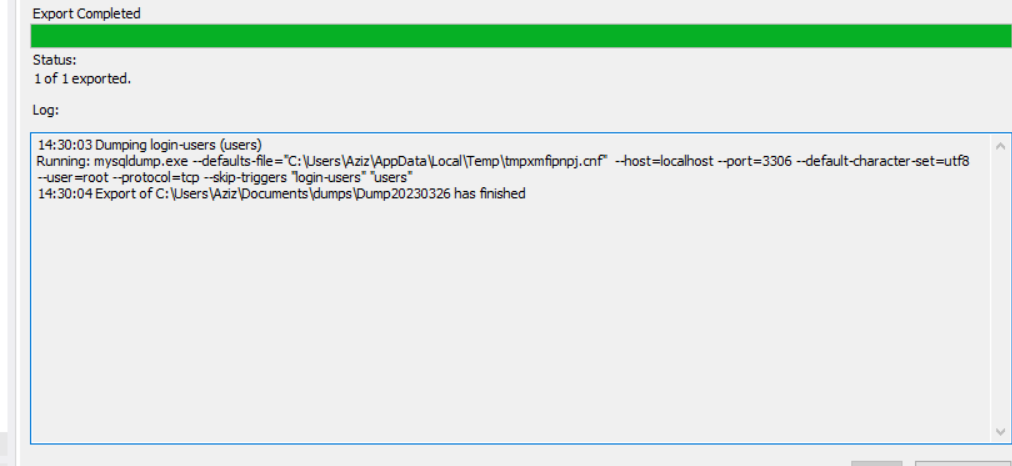 Export Completed
Status:
1 of 1 exported.
Log:
14:30:03 Dumping login-users (users)
Running: mysqldump.exe --defaults-file="C:\Users\Aziz\AppData\Local\Temp\tmpxmfipnpj.cnf"  --host=localhost --port=3306 --default-character-set=utf8
--user=root --protocol=tcp --skip-triggers "login-users" "users"
14:30:04 Export of C:\Users\Aziz\Documents\dumps\Dump20230326 has finished